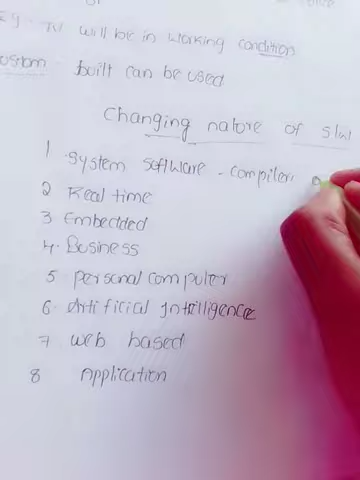 Eg - TV will be in working condition
custom - built can be used
Changing nature of s/w
1 System software - compiler,
2 Real time
3 Embedded
4. Business
5 personal computer
6. Artificial Intelligence
7 web based
8 Application